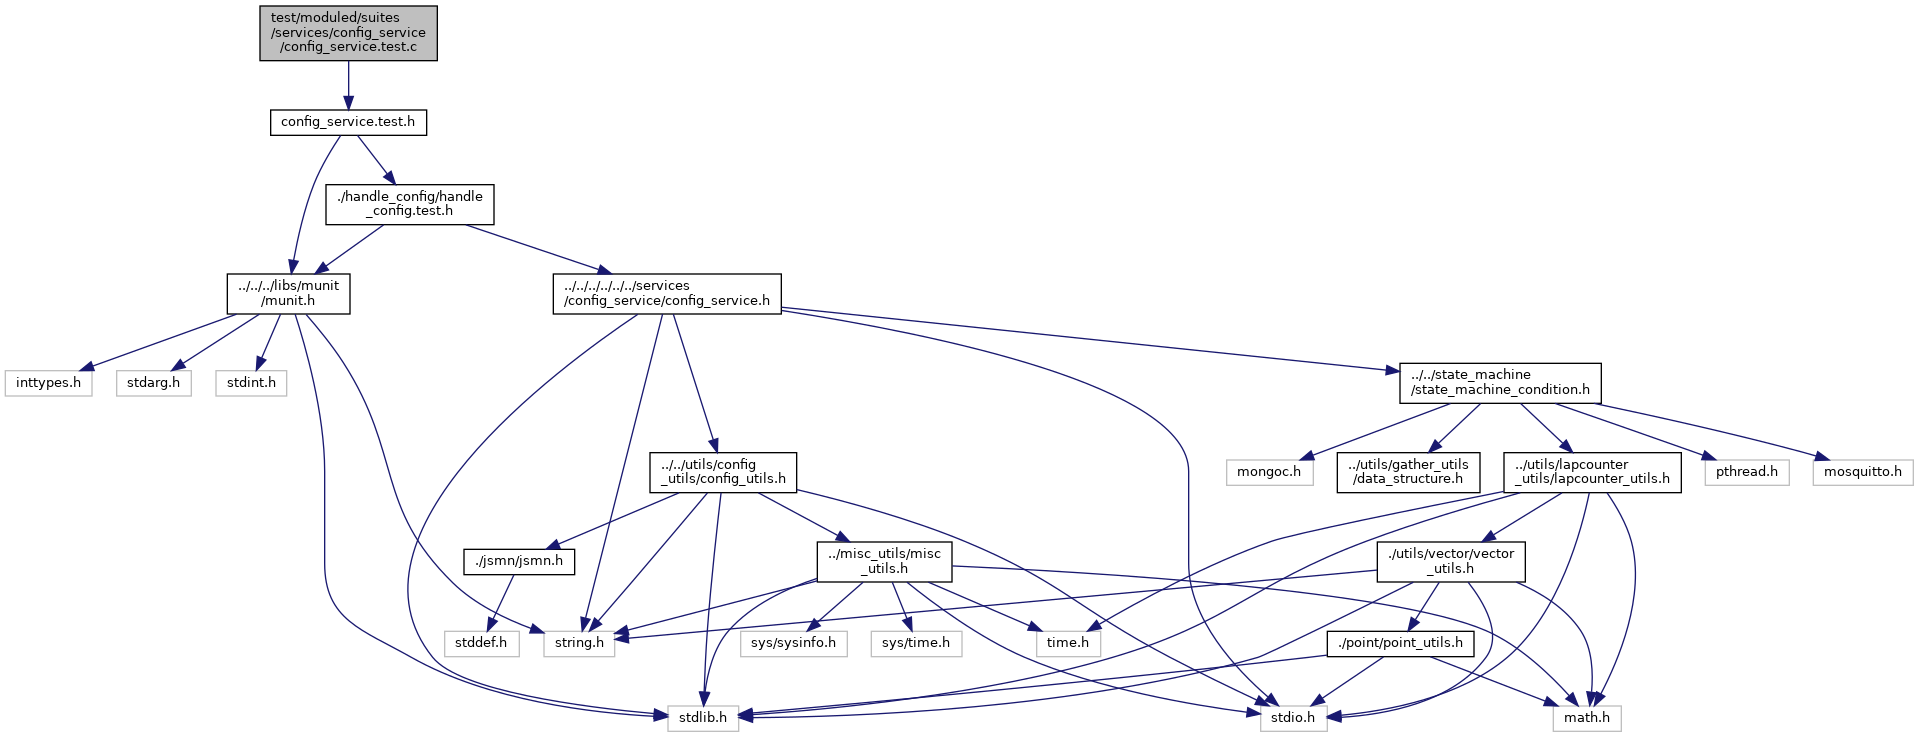 test/moduled/suites
/services/config_service
/config_service.test.c
config_service.test.h
./handle_config/handle
_config.test.h
../../../libs/munit
/munit.h
../../../../../../services
/config_service/config_service.h
inttypes.h
stdarg.h
stdint.h
../../state_machine
/state_machine_condition.h
../../utils/config
_utils/config_utils.h
mongoc.h
../utils/gather_utils
/data_structure.h
../utils/lapcounter
_utils/lapcounter_utils.h
pthread.h
mosquitto.h
./jsmn/jsmn.h
../misc_utils/misc
_utils.h
./utils/vector/vector
_utils.h
stddef.h
string.h
sys/sysinfo.h
sys/time.h
time.h
./point/point_utils.h
stdlib.h
stdio.h
math.h